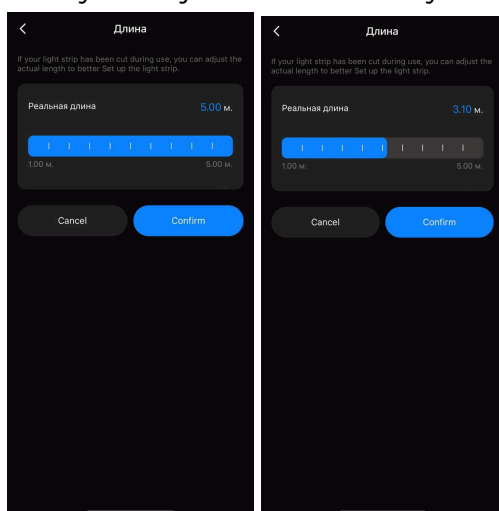 Длина
If your light strip has been cut during use, you can adjust the
actual length to better Set up the light strip.
Реальная длина 5.00 м.
1.00 м. 5.00 м.
Cancel Confirm
Длина
If your light strip has been cut during use, you can adjust the
actual length to better Set up the light strip.
Реальная длина 3.10 м.
1.00 м. 5.00 м.
Cancel Confirm